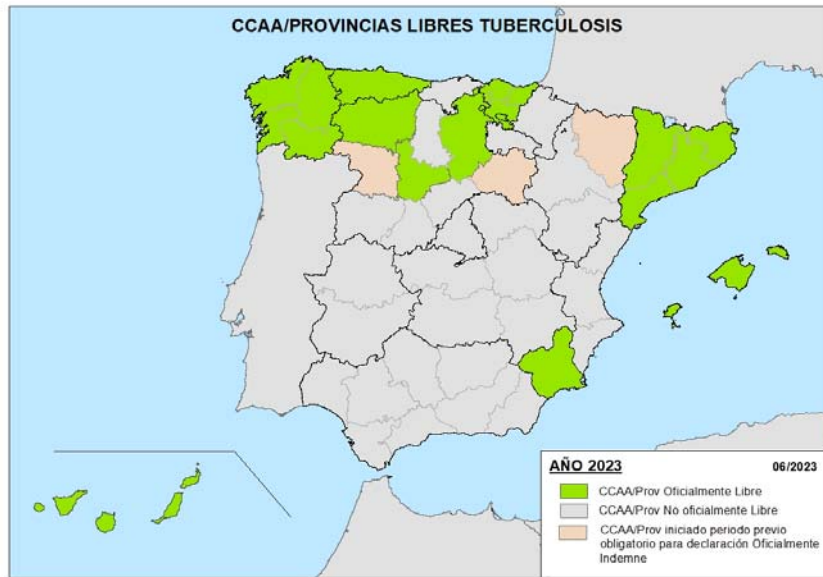 CCAA/PROVINCIAS LIBRES TUBERCULOSIS
AÑO 2023 06/2023
CCAA/Prov Oficialmente Libre
CCAA/Prov No oficialmente Libre
CCAA/Prov iniciado periodo previo
obligatorio para declaración Oficialmente
Indemne